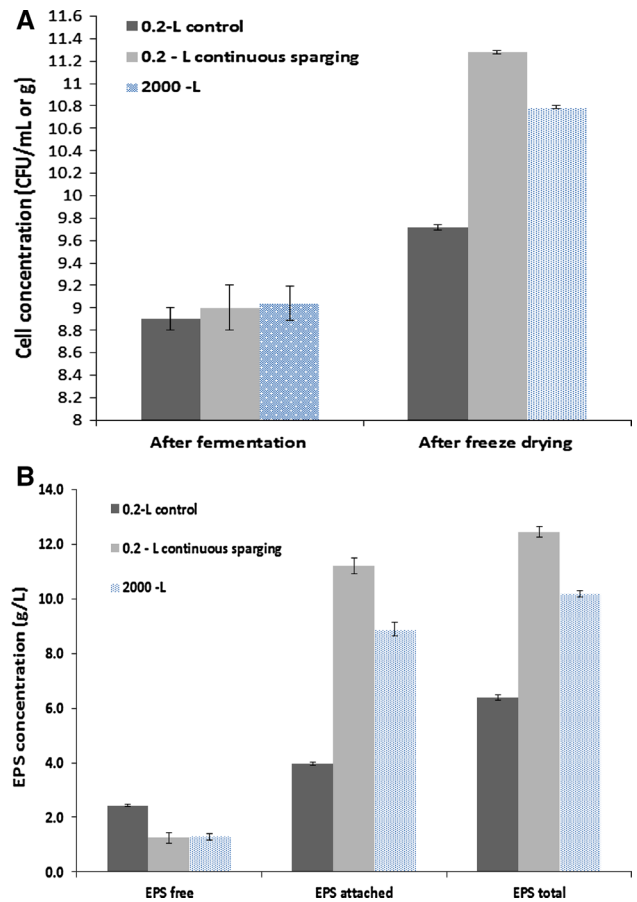 A
11.6
11.4
11.2
11
10.8
10.6
10.4
10.2
10
9.8
9.6
9.4
9.2
9
8.8
8.6
8.4
8.2
8
Cell concentration (CFU/mL or g)
0.2-L control
0.2 - L continuous sparging
2000 -L
After fermentation
After freeze drying
B
14.0
12.0
10.0
8.0
6.0
4.0
2.0
0.0
EPS concentration (g/L)
0.2-L control
0.2 - L continuous sparging
2000 -L
EPS free
EPS attached
EPS total